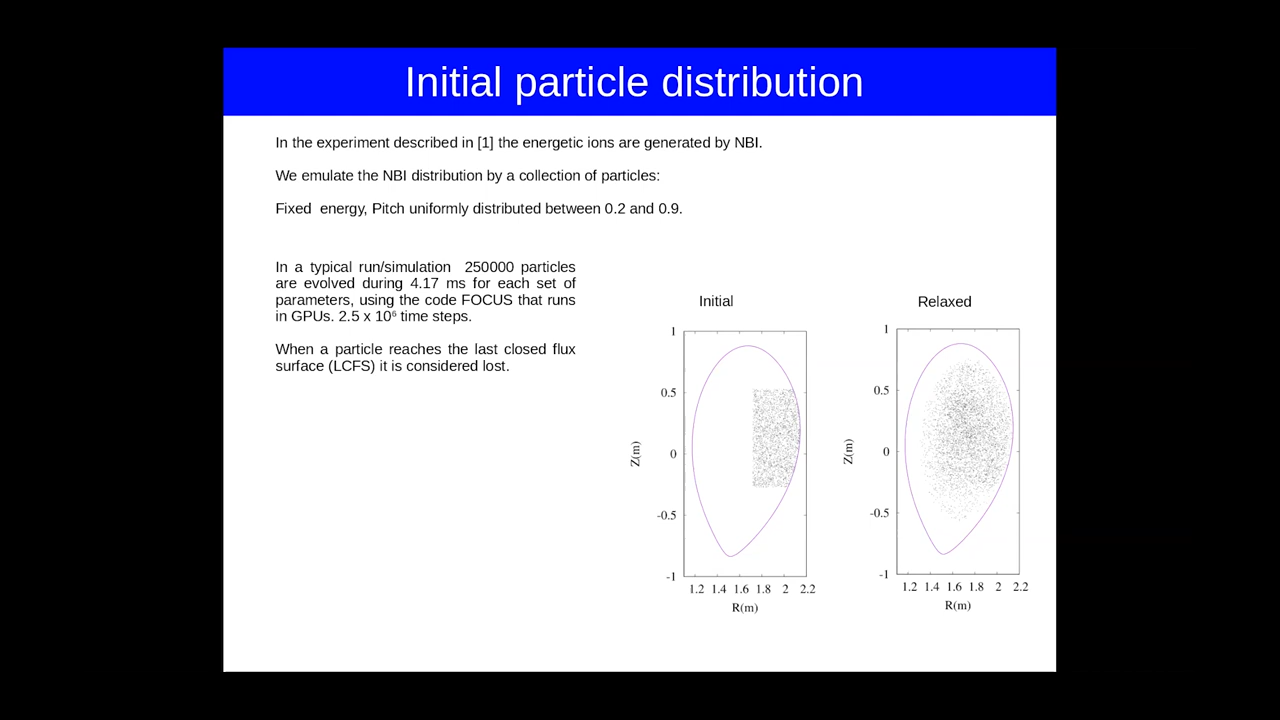 Initial particle distribution
In the experiment described in [1] the energetic ions are generated by NBI.
We emulate the NBI distribution by a collection of particles:
Fixed  energy, Pitch uniformly distributed between 0.2 and 0.9.
In a typical run/simulation  250000 particles
are evolved during 4.17 ms for each set of
parameters, using the code FOCUS that runs
in GPUs. 2.5 x 10⁶ time steps.
When a particle reaches the last closed flux
surface (LCFS) it is considered lost.
Initial
1
0.5
0
-0.5
-1
Z(m)
1.2 1.4 1.6 1.8 2 2.2
R(m)
Relaxed
1
0.5
0
-0.5
-1
Z(m)
1.2 1.4 1.6 1.8 2 2.2
R(m)